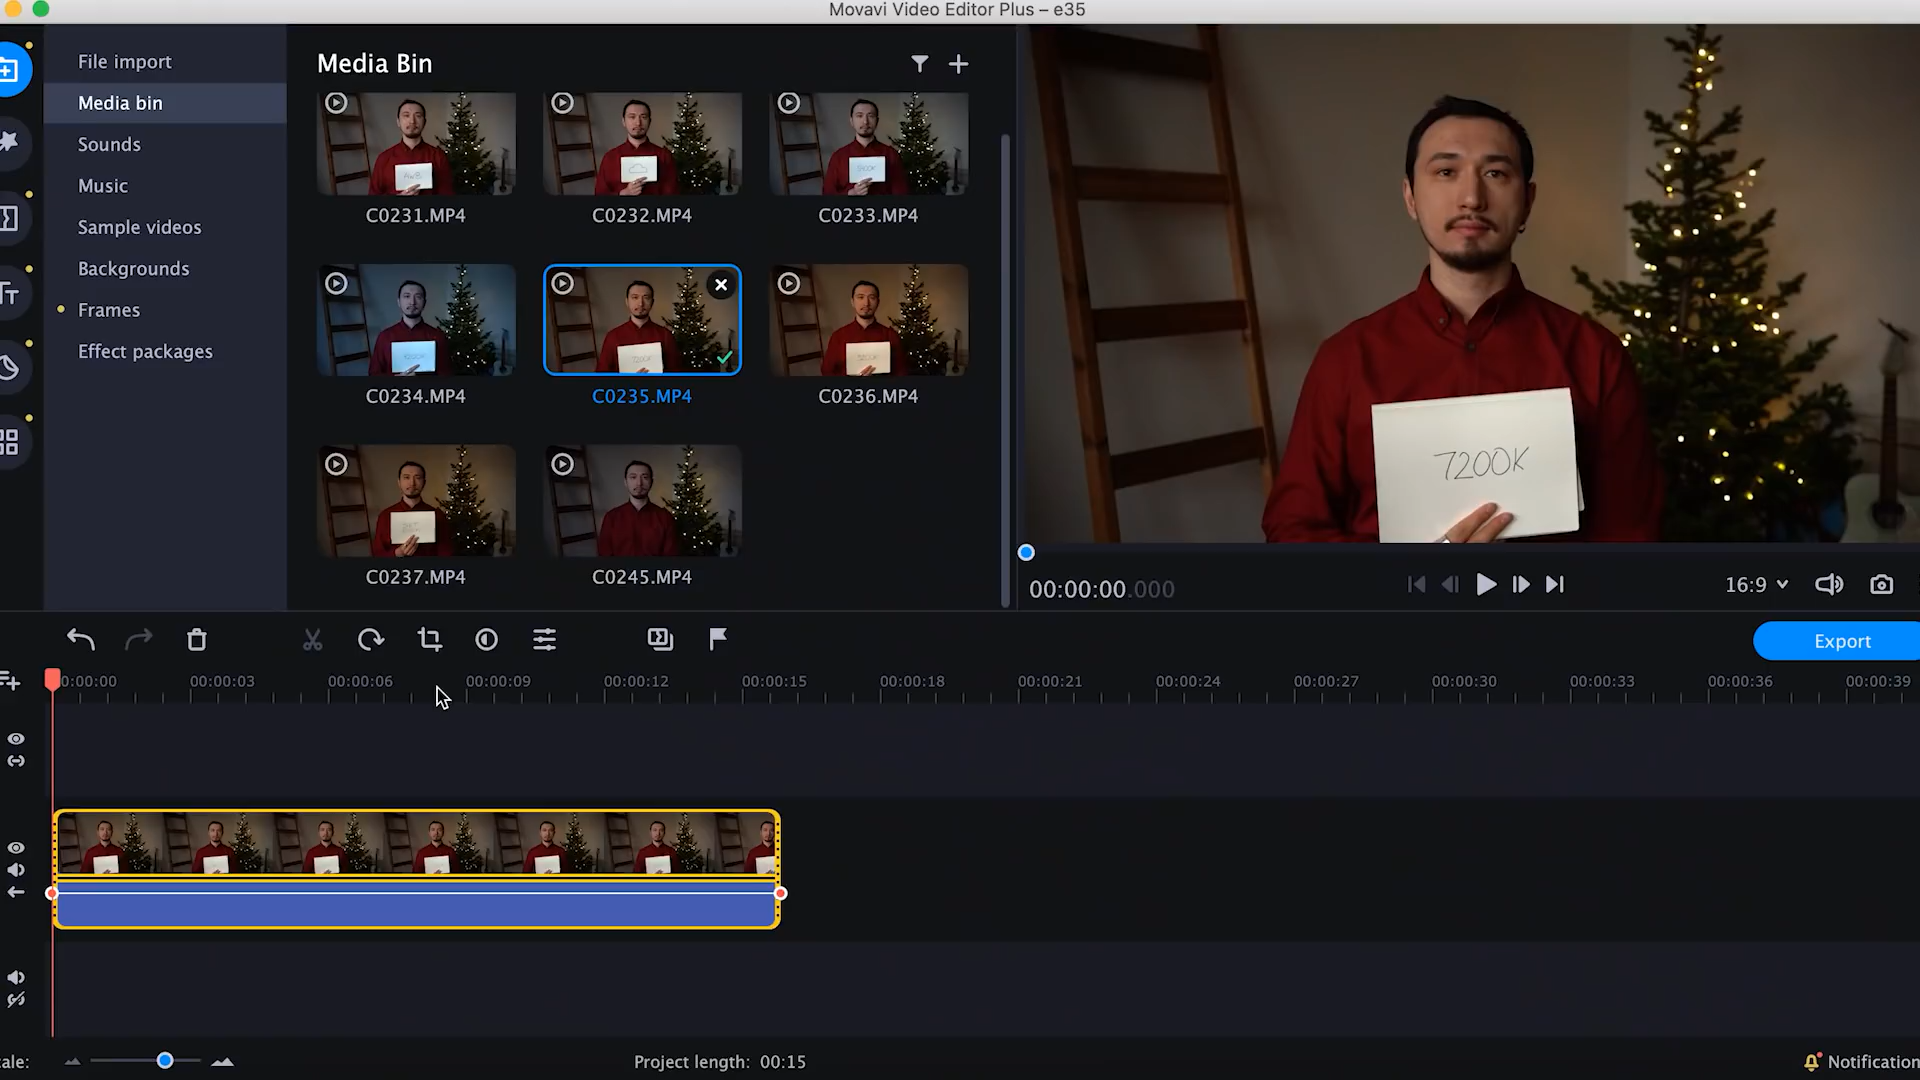 Movavi Video Editor Plus – e35
File import
Media bin
Sounds
Music
Sample videos
Backgrounds
Frames
Effect packages
Media Bin
AWB
C0231.MP4
C0232.MP4
C0233.MP4
C0234.MP4
7200K
C0235.MP4
C0236.MP4
C0237.MP4
C0245.MP4
7200K
00:00:00.000
16:9
Export
0:00:00
00:00:03
00:00:06
00:00:09
00:00:12
00:00:15
00:00:18
00:00:21
00:00:24
00:00:27
00:00:30
00:00:33
00:00:36
00:00:39
ale:
Project length: 00:15
Notification